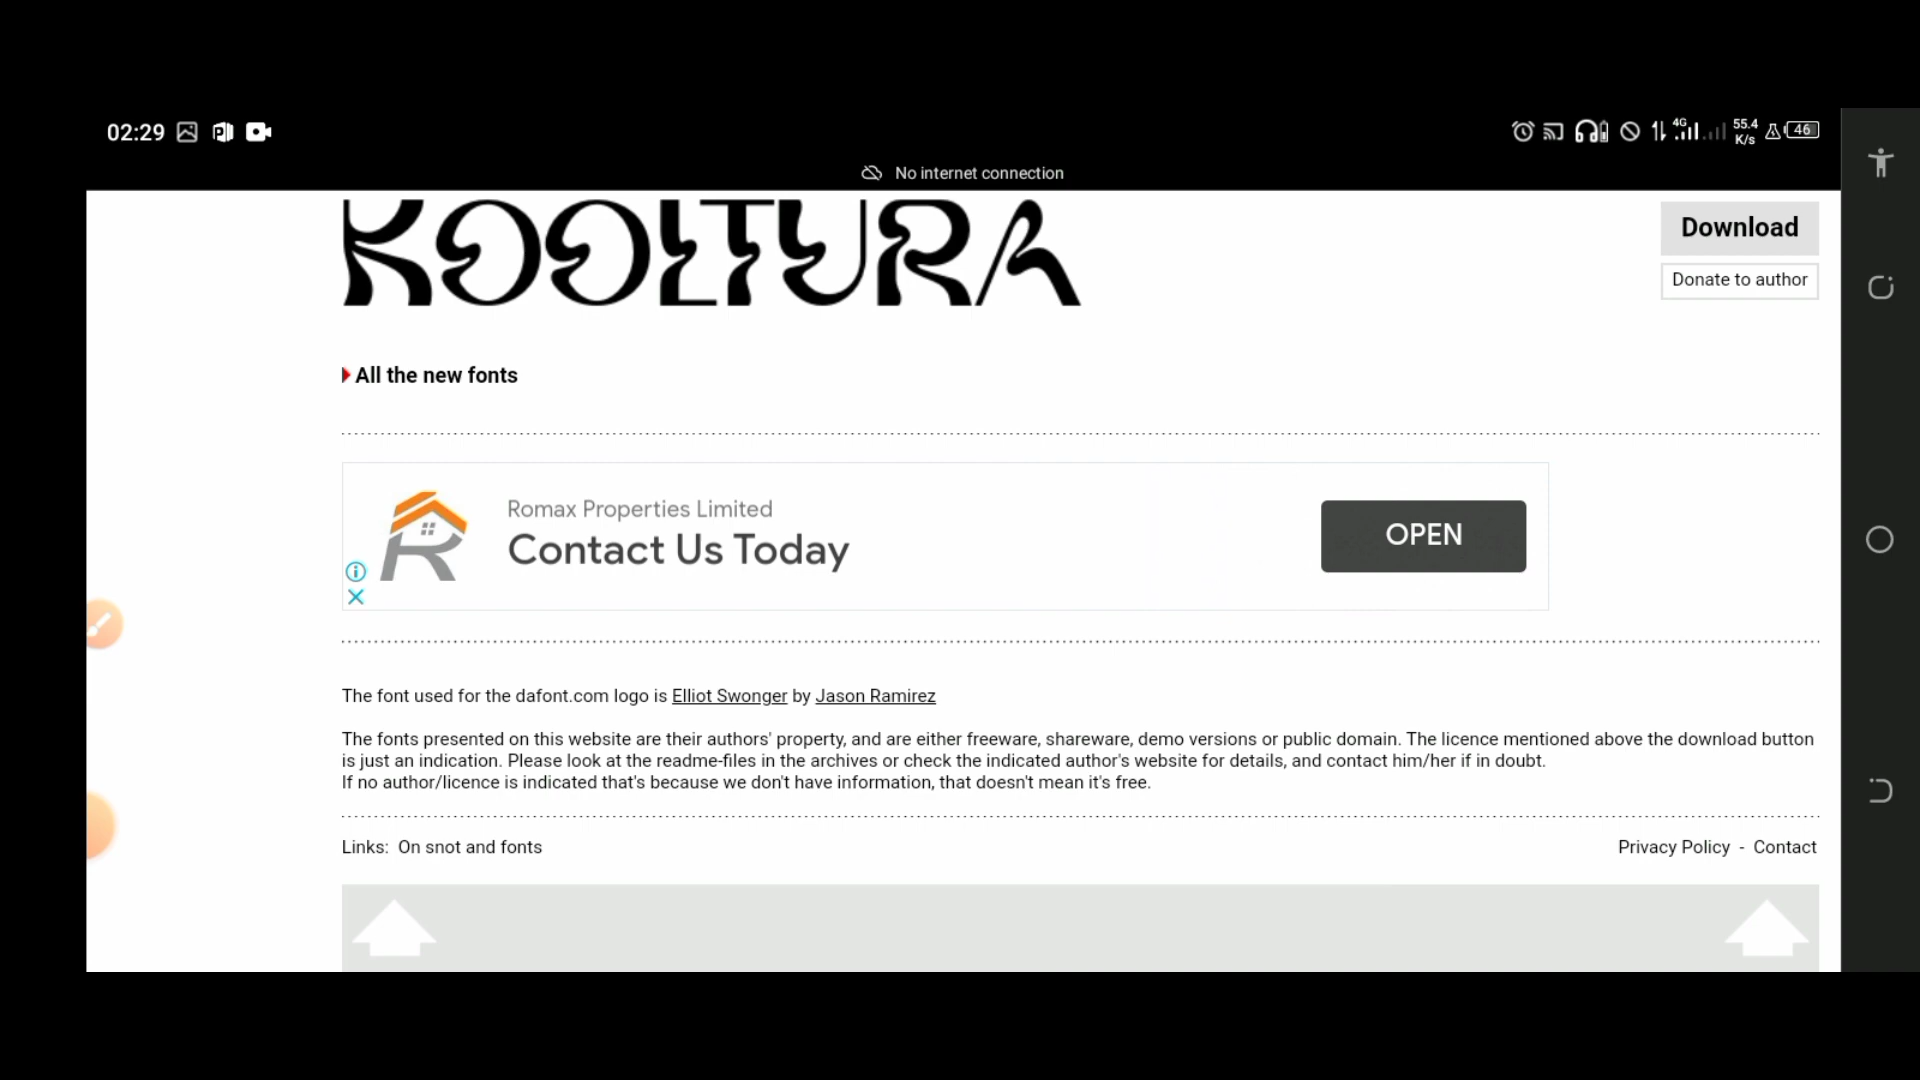 02:29
4G 55.4 K/s 46
No internet connection
KOOLTURA
Download
Donate to author
All the new fonts
Romax Properties Limited
Contact Us Today
OPEN
The font used for the dafont.com logo is Elliot Swonger by Jason Ramirez
The fonts presented on this website are their authors' property, and are either freeware, shareware, demo versions or public domain. The licence mentioned above the download button
is just an indication. Please look at the readme-files in the archives or check the indicated author's website for details, and contact him/her if in doubt.
If no author/licence is indicated that's because we don't have information, that doesn't mean it's free.
Links: On snot and fonts
Privacy Policy - Contact